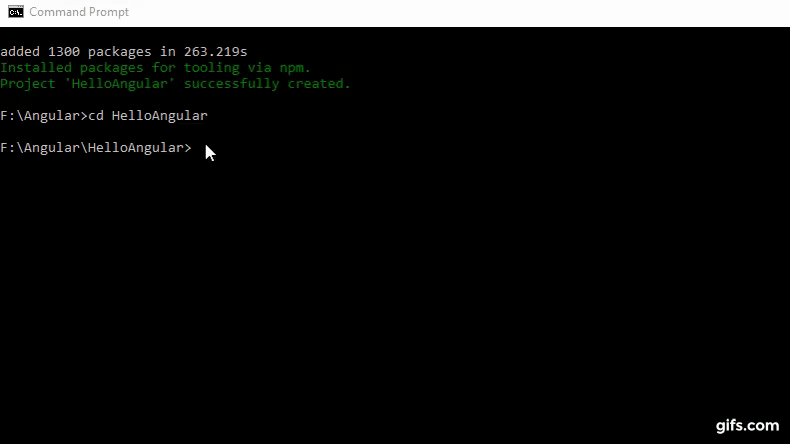 Command Prompt
added 1300 packages in 263.219s
Installed packages for tooling via npm.
Project 'HelloAngular' successfully created.
F:\Angular>cd HelloAngular
F:\Angular\HelloAngular>
gifs.com